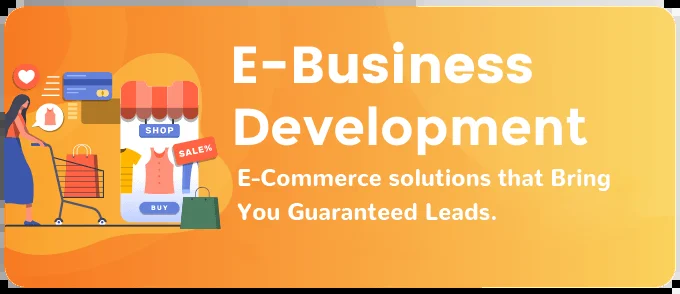 E-Business
Development
E-Commerce solutions that Bring
You Guaranteed Leads.
SHOP
SALE%
BUY